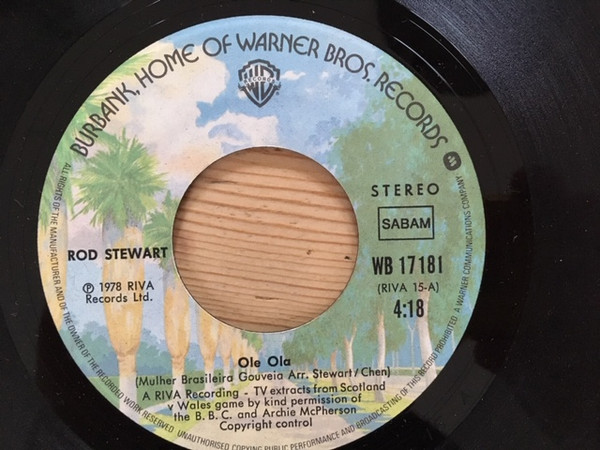 BURBANK, HOME OF WARNER BROS. RECORDS
RECORDS
W
STEREO
SABAM
ROD STEWART
WB 17181
(RIVA 15-A)
4:18
℗ 1978 RIVA
Records Ltd.
Ole Ola
(Mulher Brasileira Gouveia Arr. Stewart/Chen)
A RIVA Recording - TV extracts from Scotland
v Wales game by kind permission of
the B. B. C. and Archie McPherson
Copyright control
ALL RIGHTS OF THE MANUFACTURER AND OF THE OWNER OF THE RECORDED WORK RESERVED. UNAUTHORISED COPYING PUBLIC PERFORMANCE AND BROADCASTING OF THIS RECORD PROHIBITED
A WARNER COMMUNICATIONS COMPANY